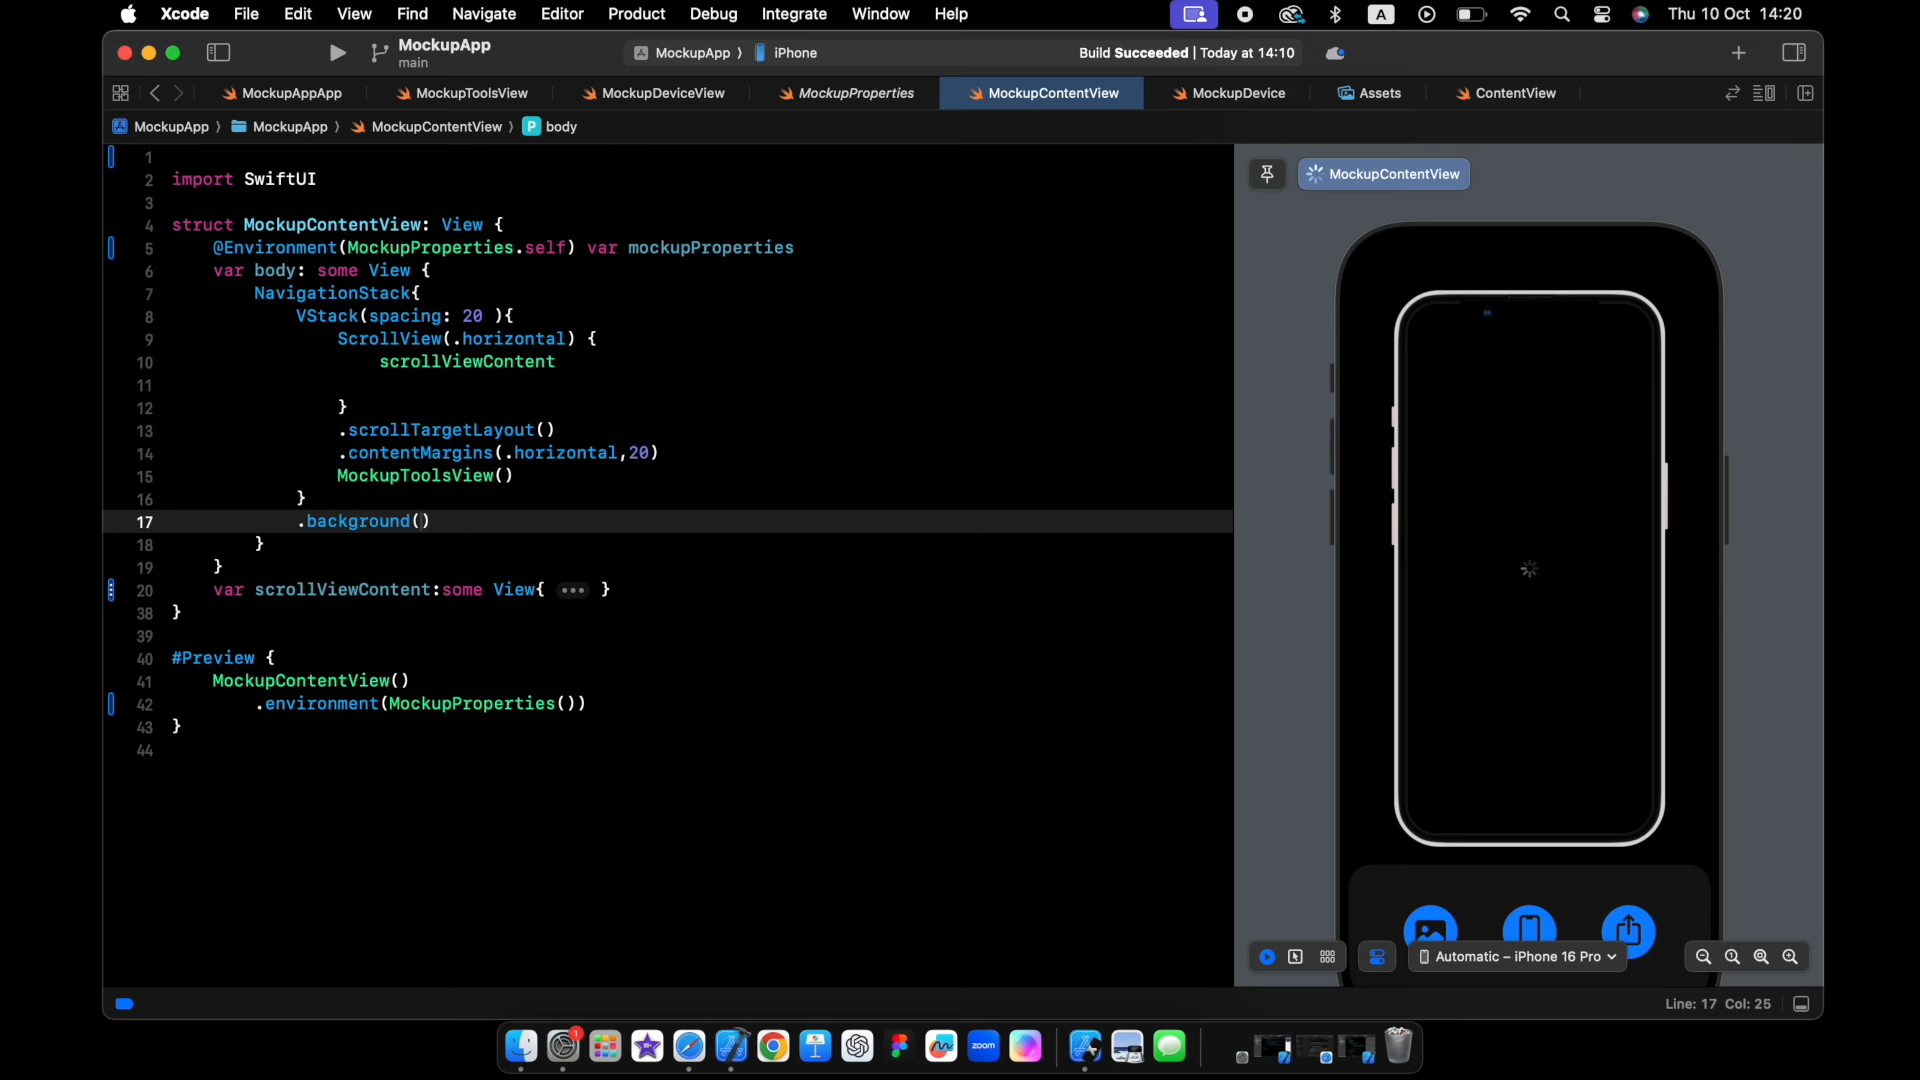 Xcode File Edit View Find Navigate Editor Product Debug Integrate Window Help A Thu 10 Oct 14:20
MockupApp
main
MockupApp 〉 iPhone
Build Succeeded | Today at 14:10
MockupAppApp MockupToolsView MockupDeviceView MockupProperties MockupContentView MockupDevice Assets ContentView
MockupApp 〉 MockupApp 〉 MockupContentView 〉 P body
1
2 import SwiftUI
3
4 struct MockupContentView: View {
5 @Environment(MockupProperties.self) var mockupProperties
6 var body: some View {
7 NavigationStack{
8 VStack(spacing: 20 ){
9 ScrollView(.horizontal) {
10 scrollViewContent
11
12 }
13 .scrollTargetLayout()
14 .contentMargins(.horizontal,20)
15 MockupToolsView()
16 }
17 .background()
18 }
19 }
20 var scrollViewContent:some View{ ••• }
38 }
39
40 #Preview {
41 MockupContentView()
42 .environment(MockupProperties())
43 }
44
MockupContentView
Automatic – iPhone 16 Pro
Line: 17 Col: 25
1
zoom